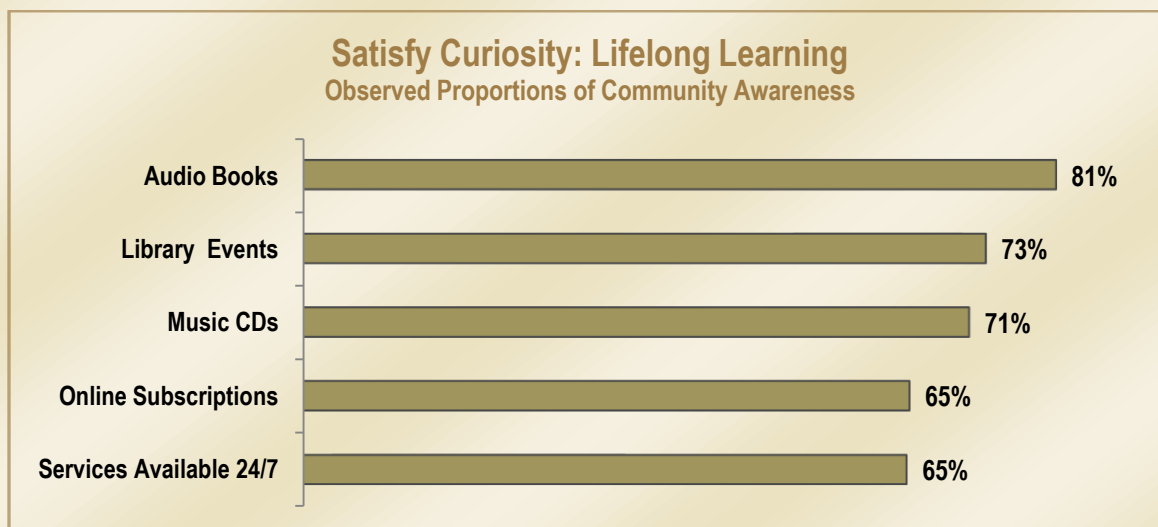 Satisfy Curiosity: Lifelong Learning
Observed Proportions of Community Awareness
Audio Books 81%
Library Events 73%
Music CDs 71%
Online Subscriptions 65%
Services Available 24/7 65%